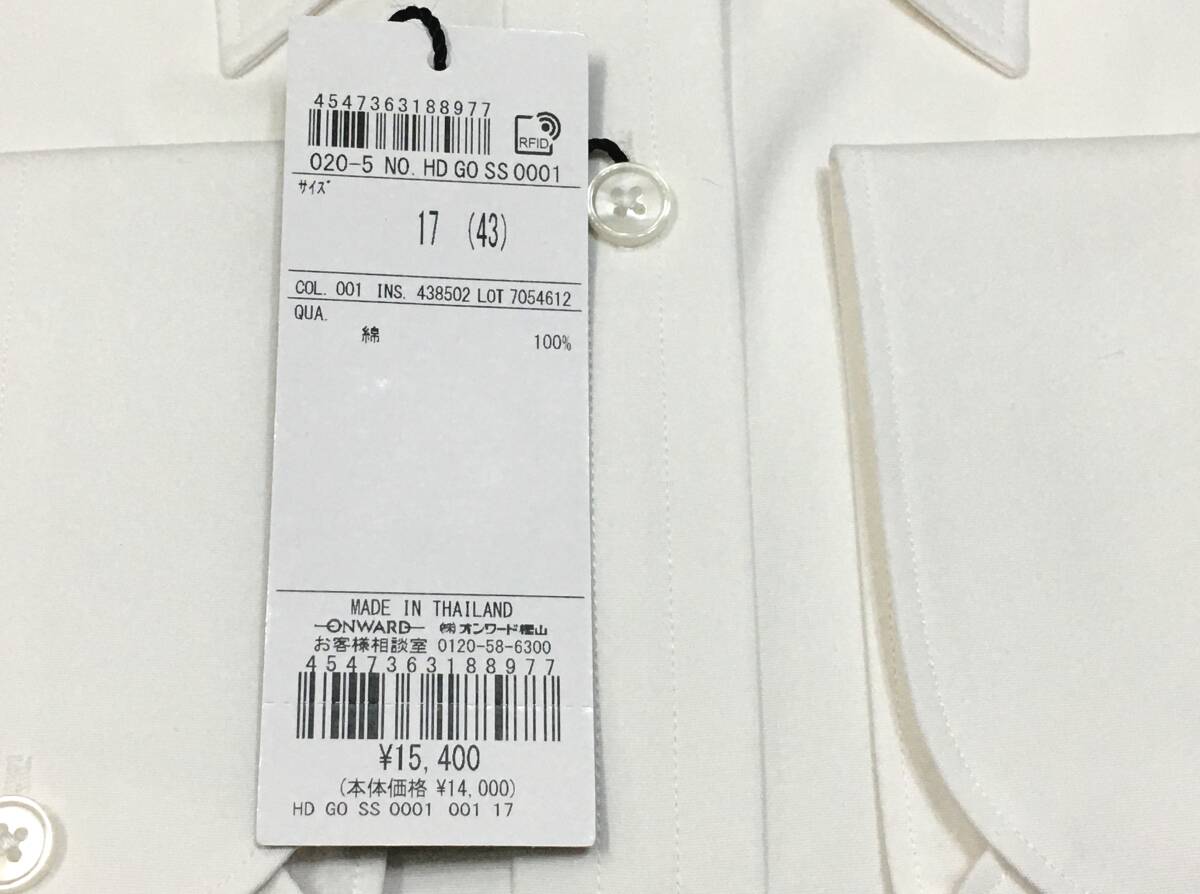 4547363188977
RFID
020-5 NO. HD GO SS 0001
サイズ
17 (43)
COL. 001 INS. 438502 LOT 7054612
QUA.
綿 100%
MADE IN THAILAND
ONWARD ㈱オンワード樫山
お客様相談室 0120-58-6300
4547363188977
¥15,400
(本体価格 ¥14,000)
HD GO SS 0001 001 17